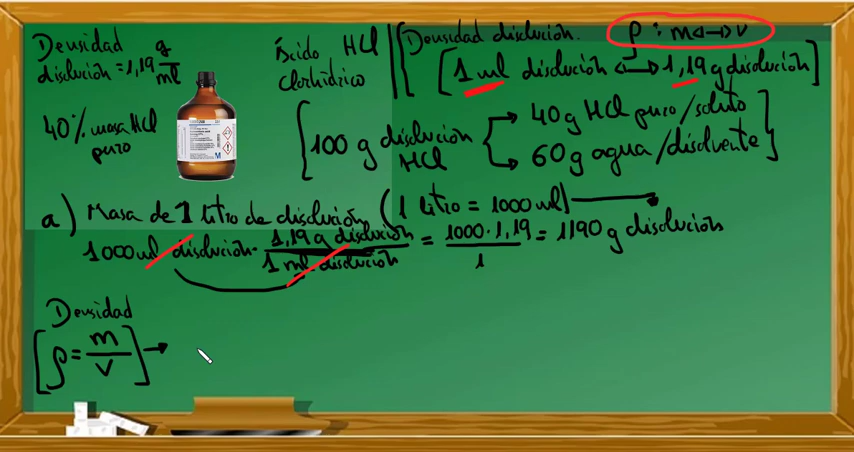 Densidad
disolución = 1,19 g/ml
40% masa HCl
puro
Ácido HCl
Clorhídrico
Densidad disolución.
ρ : m ↔ v
[1 ml disolución ↔ 1,19 g disolución]
[100 g disolución HCl
→ 40 g HCl puro/soluto
→ 60 g agua/disolvente]
a) Masa de 1 litro de disolución (1 litro = 1000 ml) →
1000 ml disolución · 1,19 g disolución / 1 ml disolución = 1000 · 1,19 / 1 = 1190 g disolución
Densidad
[ρ = m/v] →